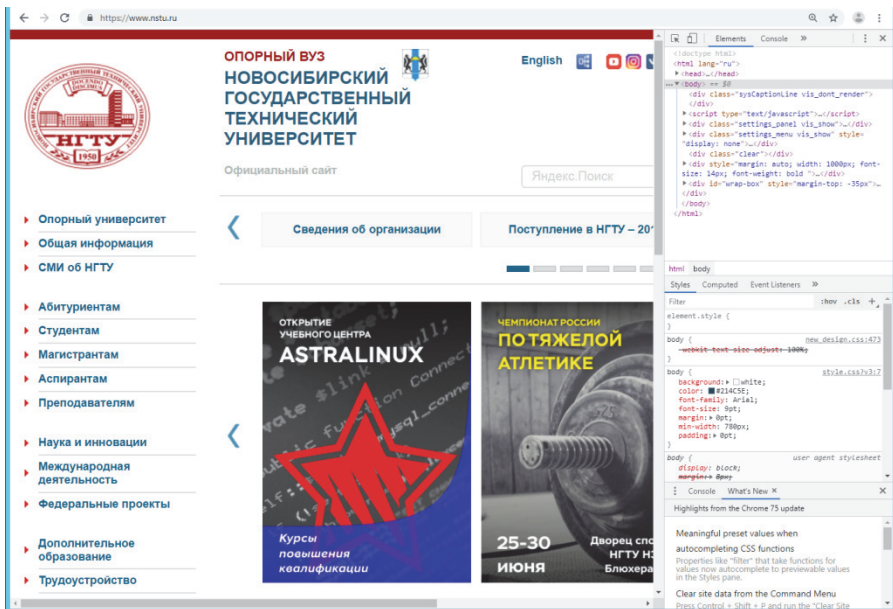 https://www.nstu.ru
DOCENDO DISCIMUS
НГТУ
1950
ОПОРНЫЙ ВУЗ
НОВОСИБИРСКИЙ
ГОСУДАРСТВЕННЫЙ
ТЕХНИЧЕСКИЙ
УНИВЕРСИТЕТ
Официальный сайт
English
Яндекс.Поиск
Опорный университет
Общая информация
СМИ об НГТУ
Абитуриентам
Студентам
Магистрантам
Аспирантам
Преподавателям
Наука и инновации
Международная
деятельность
Федеральные проекты
Дополнительное
образование
Трудоустройство
Сведения об организации
Поступление в НГТУ – 20
ОТКРЫТИЕ
УЧЕБНОГО ЦЕНТРА
ASTRALINUX
Курсы
повышения
квалификации
ЧЕМПИОНАТ РОССИИ
ПО ТЯЖЕЛОЙ
АТЛЕТИКЕ
25-30
ИЮНЯ
Дворец спо
НГТУ НЭ
Блюхера
Elements Console »
<!doctype html>
<html lang="ru">
<head>…</head>
<body> == $0
<div class="sysCaptionLine vis_dont_render">
</div>
<script type="text/javascript">…</script>
<div class="settings_panel vis_show">…</div>
<div class="settings_menu vis_show" style=
"display: none">…</div>
<div class="clear"></div>
<div style="margin: auto; width: 1000px; font-
size: 14px; font-weight: bold ">…</div>
<div id="wrap-box" style="margin-top: -35px">…
</div>
</body>
</html>
html body
Styles Computed Event Listeners »
Filter :hov .cls +
element.style {
}
body { new_design.css:473
-webkit-text-size-adjust: 100%;
}
body { style.css?v3:7
background: white;
color: #214C5E;
font-family: Arial;
font-size: 9pt;
margin: 0pt;
min-width: 780px;
padding: 0pt;
}
body { user agent stylesheet
display: block;
margin: 8px;
Console What's New ×
Highlights from the Chrome 75 update
Meaningful preset values when
autocompleting CSS functions
Properties like "filter" that take functions for
values now autocomplete to previewable values
in the Styles pane.
Clear site data from the Command Menu
Press Control + Shift + P and run the "Clear Site